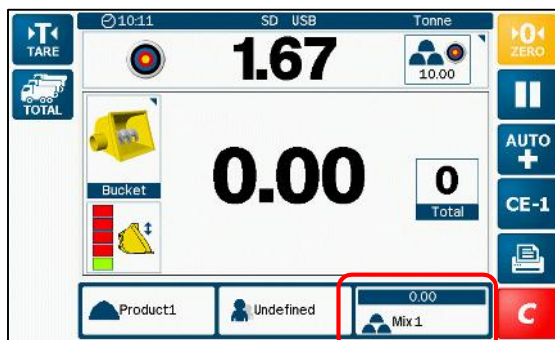 10:11 SD USB Tonne
TARE
1.67
10.00
0
ZERO
TOTAL
Bucket
0.00
0
Total
AUTO
CE-1
Product1
Undefined
0.00
Mix 1
C